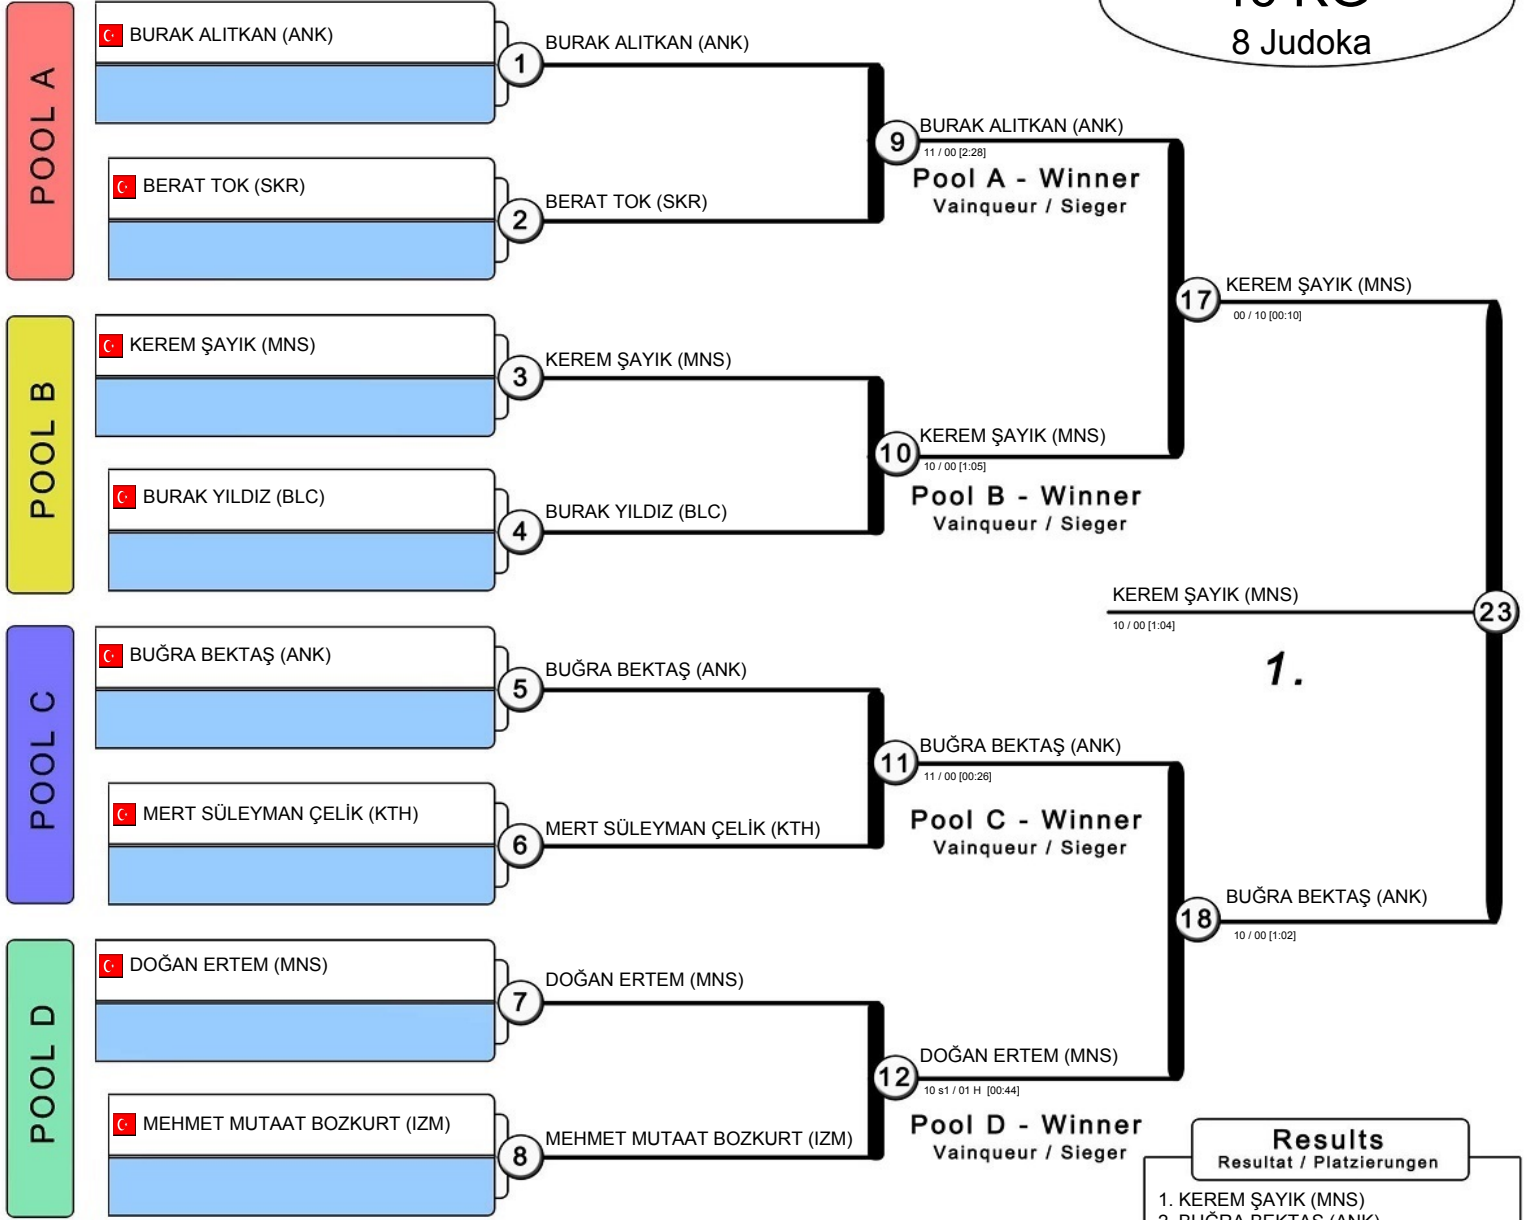 8 Judoka
POOL A
BURAK ALITKAN (ANK)
1
BURAK ALITKAN (ANK)
BERAT TOK (SKR)
2
BERAT TOK (SKR)
9
BURAK ALITKAN (ANK)
11 / 00 [2:28]
Pool A - Winner
Vainqueur / Sieger
POOL B
KEREM ŞAYIK (MNS)
3
KEREM ŞAYIK (MNS)
BURAK YILDIZ (BLC)
4
BURAK YILDIZ (BLC)
10
KEREM ŞAYIK (MNS)
10 / 00 [1:05]
Pool B - Winner
Vainqueur / Sieger
17
KEREM ŞAYIK (MNS)
00 / 10 [00:10]
KEREM ŞAYIK (MNS)
10 / 00 [1:04]
23
1.
POOL C
BUĞRA BEKTAŞ (ANK)
5
BUĞRA BEKTAŞ (ANK)
MERT SÜLEYMAN ÇELİK (KTH)
6
MERT SÜLEYMAN ÇELİK (KTH)
11
BUĞRA BEKTAŞ (ANK)
11 / 00 [00:26]
Pool C - Winner
Vainqueur / Sieger
18
BUĞRA BEKTAŞ (ANK)
10 / 00 [1:02]
POOL D
DOĞAN ERTEM (MNS)
7
DOĞAN ERTEM (MNS)
MEHMET MUTAAT BOZKURT (IZM)
8
MEHMET MUTAAT BOZKURT (IZM)
12
DOĞAN ERTEM (MNS)
10 s1 / 01 H [00:44]
Pool D - Winner
Vainqueur / Sieger
Results
Resultat / Platzierungen
1. KEREM ŞAYIK (MNS)
2. BUĞRA BEKTAŞ (ANK)